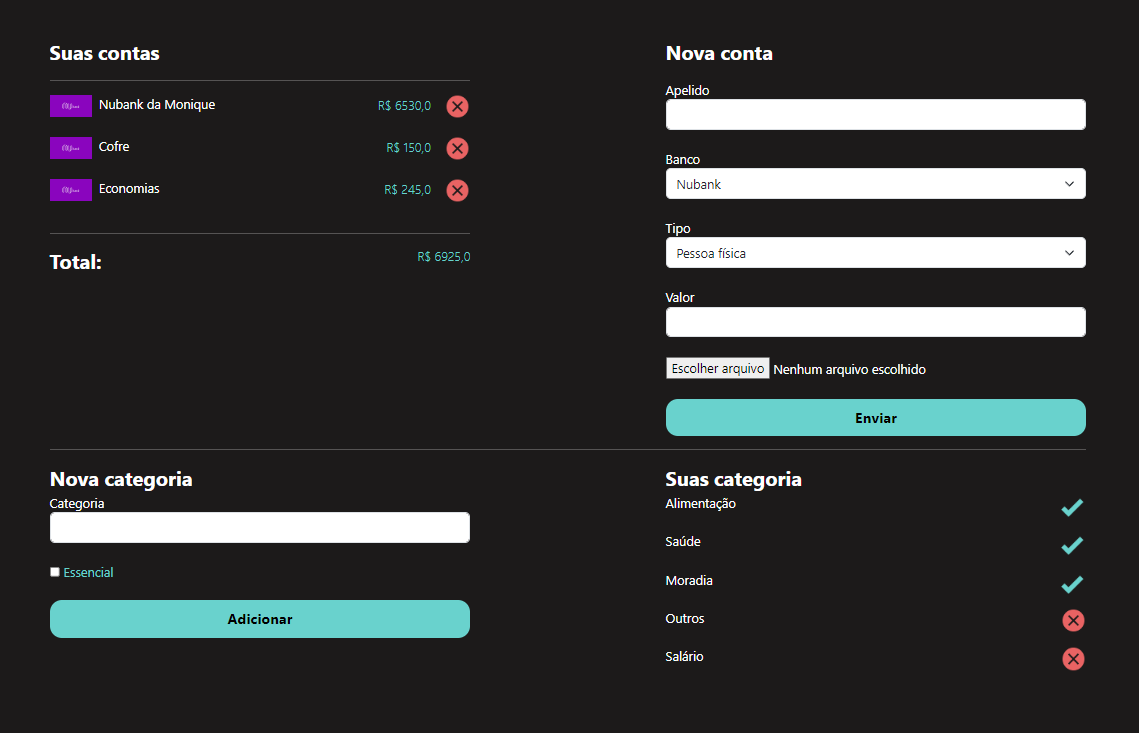 Suas contas
Nubank da Monique R$ 6530,0
Cofre R$ 150,0
Economias R$ 245,0
Total: R$ 6925,0
Nova conta
Apelido
Banco
Nubank
Tipo
Pessoa física
Valor
Escolher arquivo Nenhum arquivo escolhido
Enviar
Nova categoria
Categoria
Essencial
Adicionar
Suas categoria
Alimentação
Saúde
Moradia
Outros
Salário